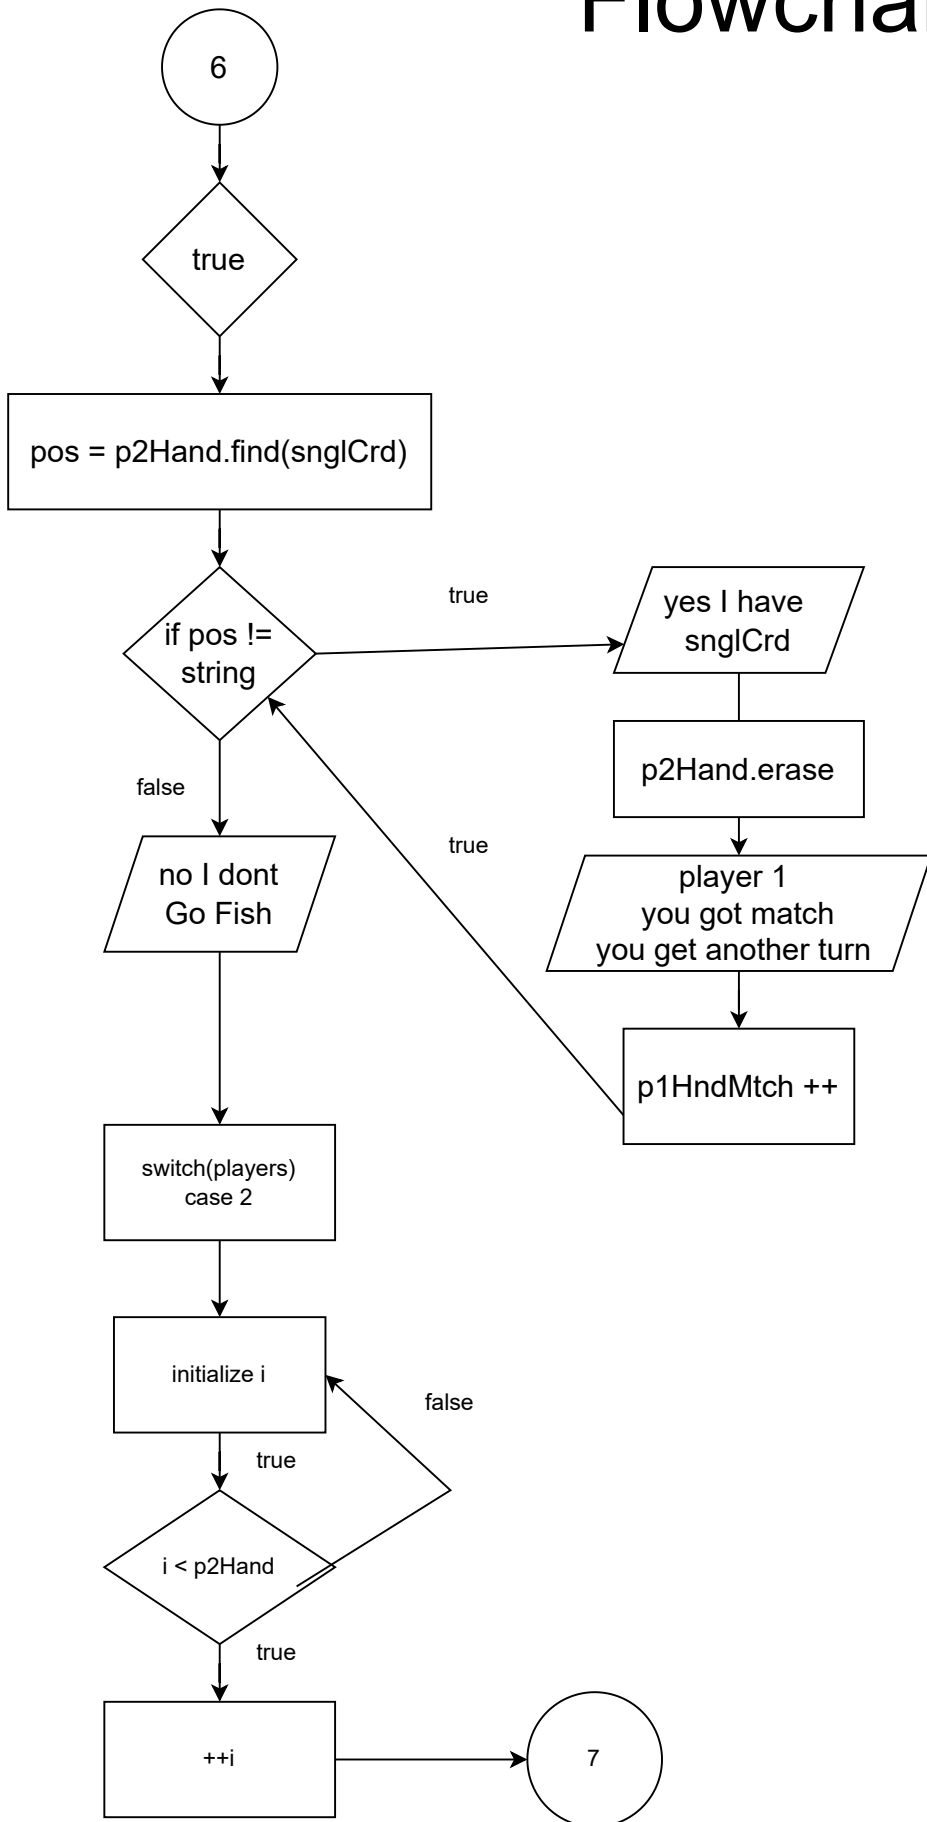 6
true
pos = p2Hand.find(snglCrd)
if pos !=
string
true
yes I have
snglCrd
p2Hand.erase
false
true
no I dont
Go Fish
player 1
you got match
you get another turn
p1HndMtch ++
switch(players)
case 2
initialize i
false
true
i < p2Hand
true
++i
7